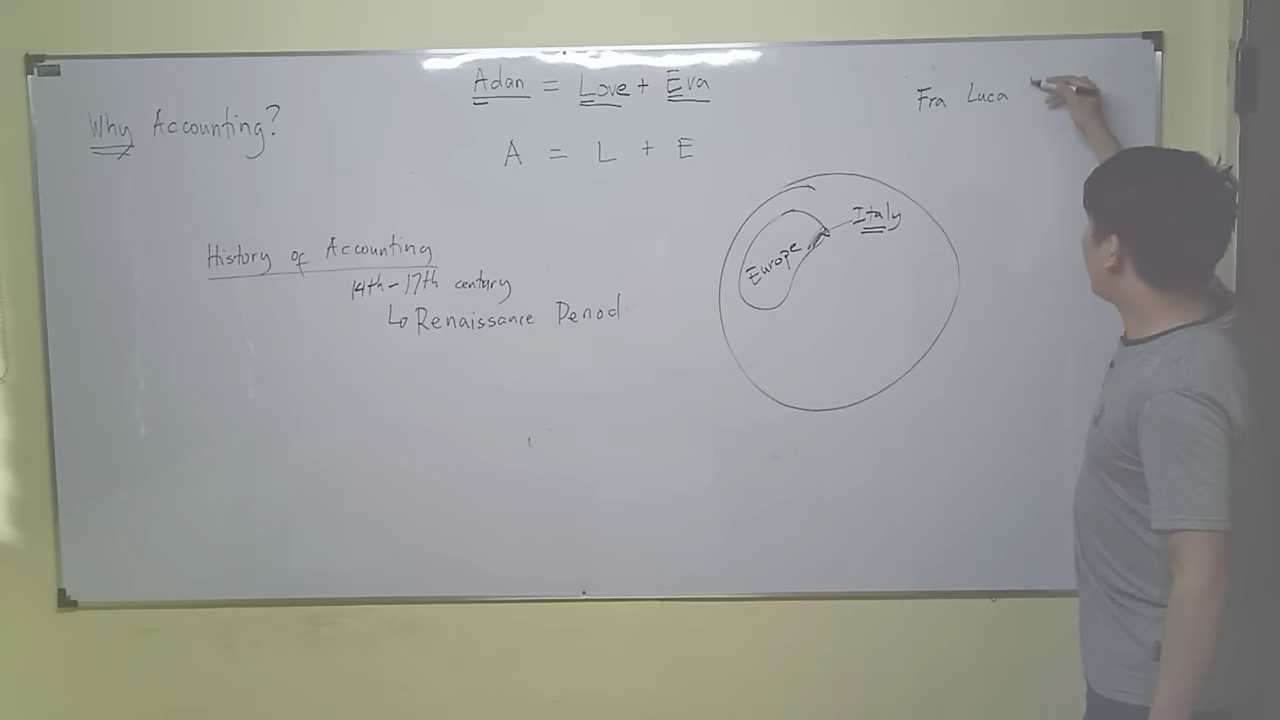 Adan = Love + Eva
Fra Luca
Why Accounting?
A = L + E
Italy
Europe
History of Accounting
14th - 17th century
↳ Renaissance Period